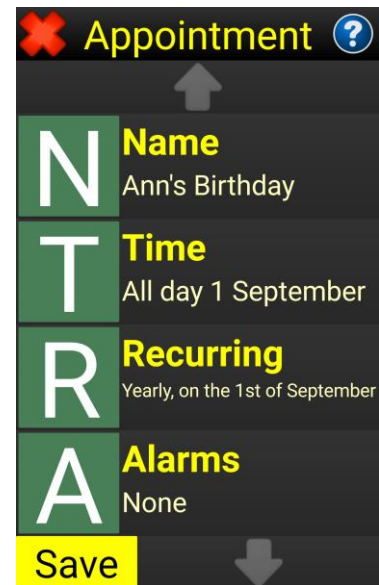 Appointment ?
N
Name
Ann's Birthday
T
Time
All day 1 September
R
Recurring
Yearly, on the 1st of September
A
Alarms
None
Save